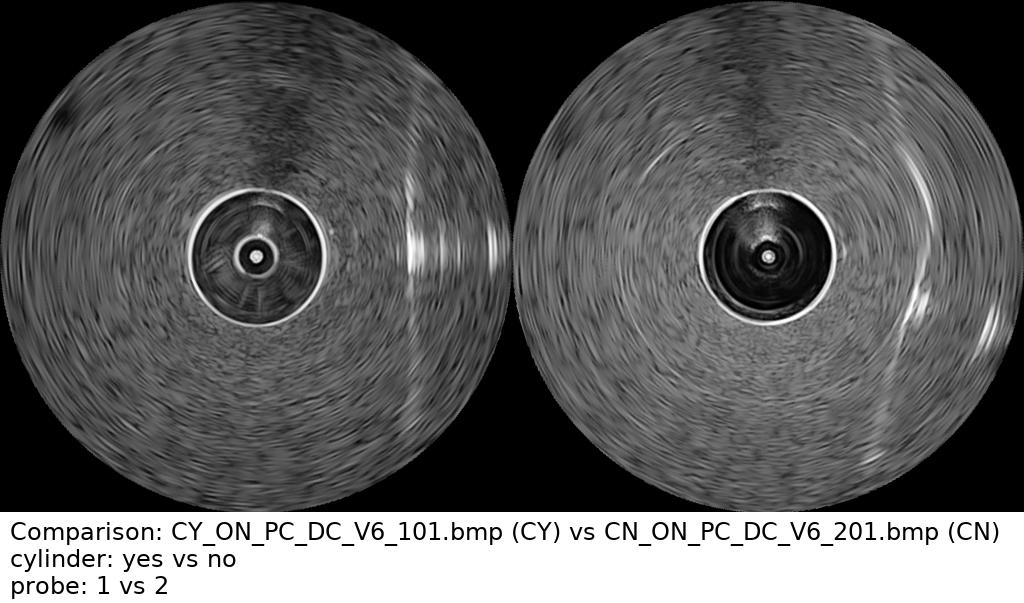 Comparison: CY_ON_PC_DC_V6_101.bmp (CY) vs CN_ON_PC_DC_V6_201.bmp (CN)
cylinder: yes vs no
probe: 1 vs 2